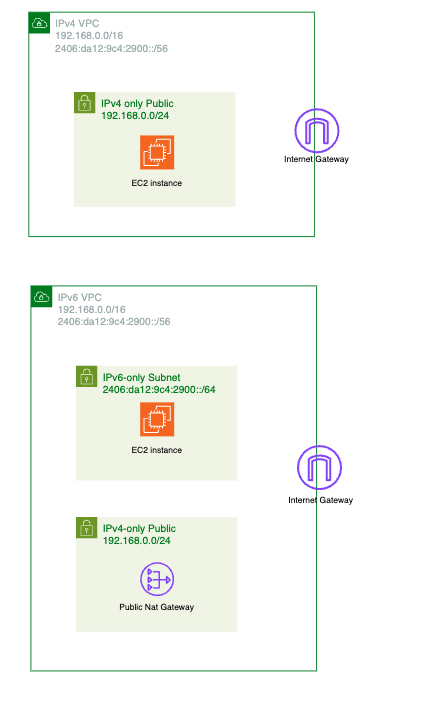 IPv4 VPC
192.168.0.0/16
2406:da12:9c4:2900::/56
IPv4 only Public
192.168.0.0/24
EC2 instance
Internet Gateway
IPv6 VPC
192.168.0.0/16
2406:da12:9c4:2900::/56
IPv6-only Subnet
2406:da12:9c4:2900::/64
EC2 instance
Internet Gateway
IPv4-only Public
192.168.0.0/24
Public Nat Gateway